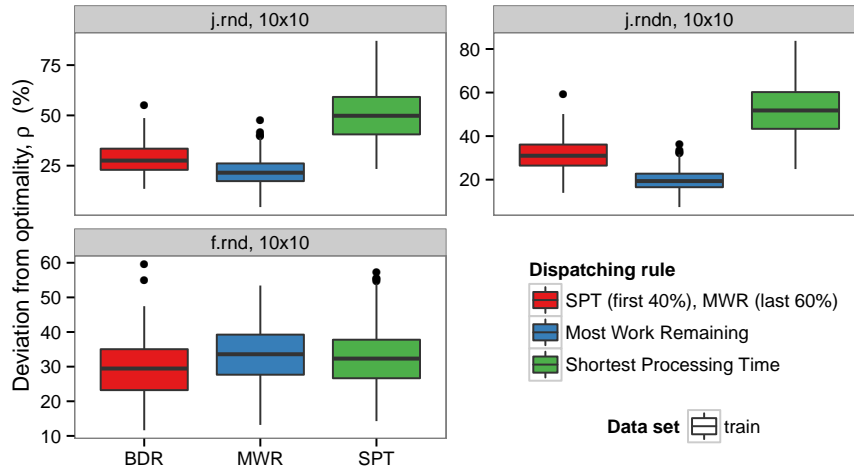 j.rnd, 10x10
j.rndn, 10x10
75
50
25
80
60
40
20
f.rnd, 10x10
60
50
40
30
20
10
BDR
MWR
SPT
Deviation from optimality, ρ (%)
Dispatching rule
SPT (first 40%), MWR (last 60%)
Most Work Remaining
Shortest Processing Time
Data set train